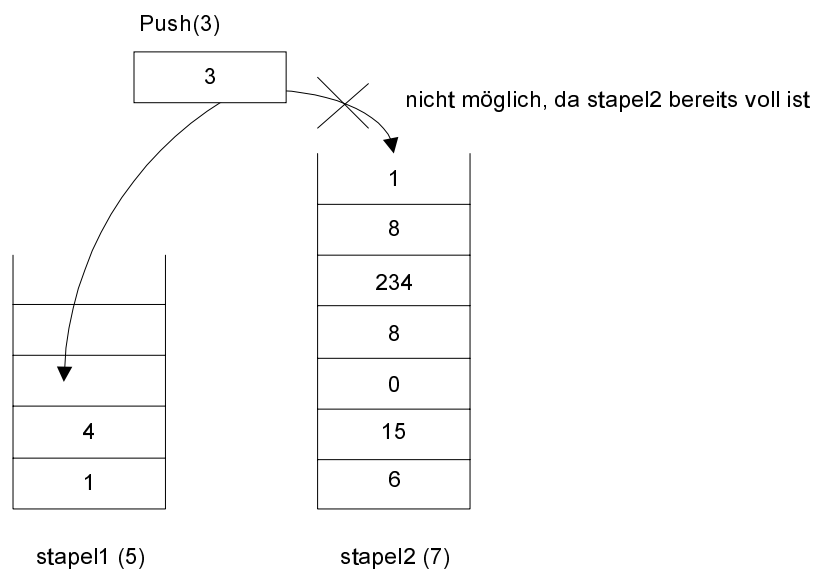 Push(3)
3
nicht möglich, da stapel2 bereits voll ist
1
8
234
8
0
15
6
4
1
stapel1 (5)
stapel2 (7)